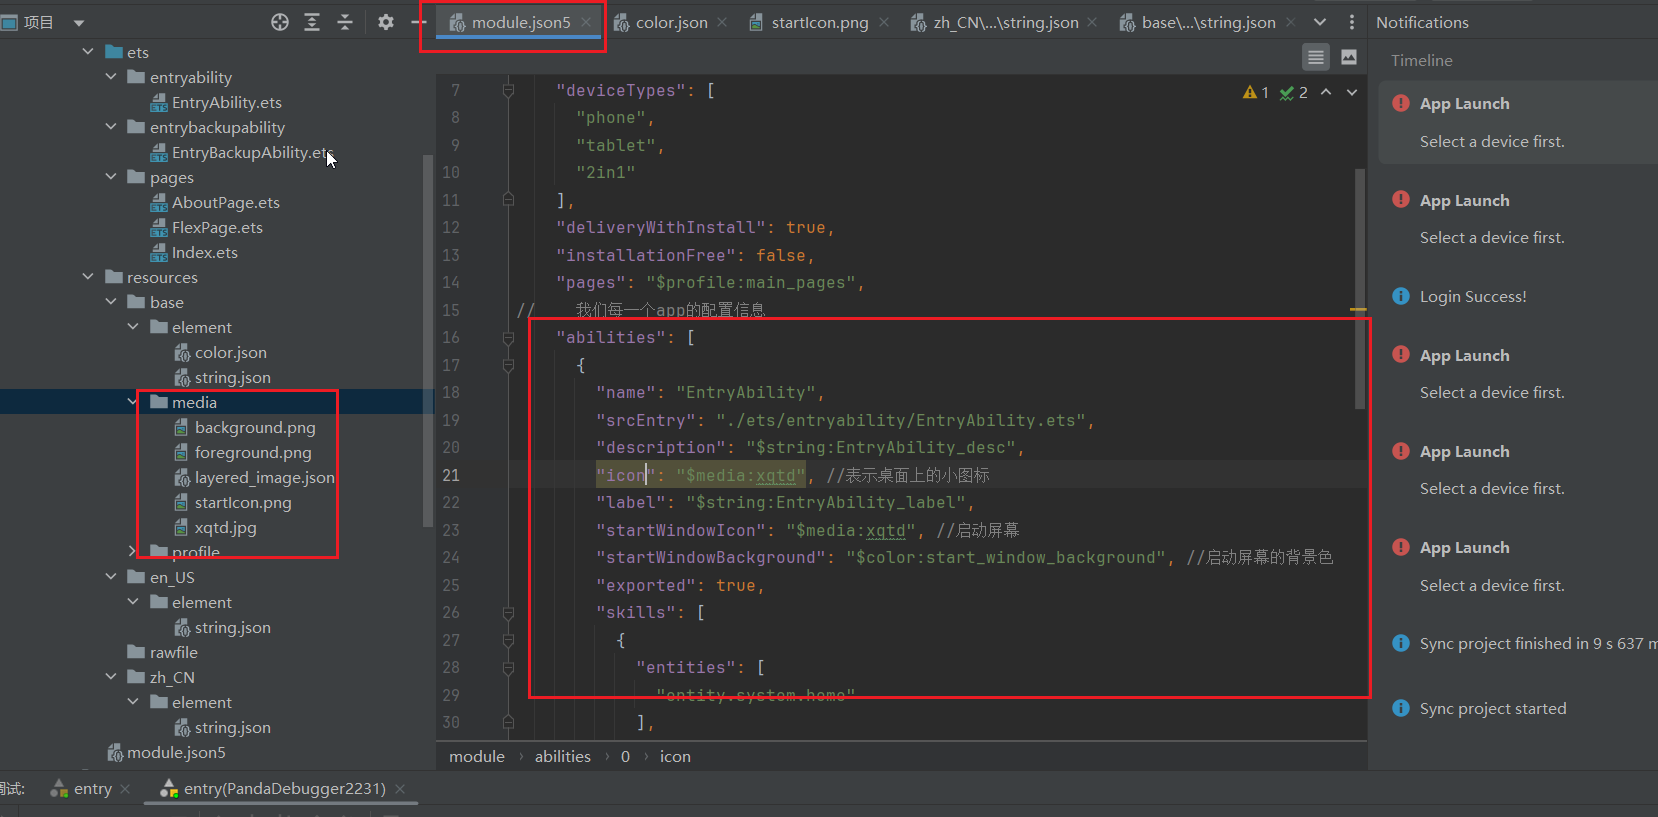 项目
module.json5
color.json
startIcon.png
zh_CN\...\string.json
base\...\string.json
Notifications
ets
entryability
EntryAbility.ets
entrybackupability
EntryBackupAbility.ets
pages
AboutPage.ets
FlexPage.ets
Index.ets
resources
base
element
color.json
string.json
media
background.png
foreground.png
layered_image.json
startIcon.png
xqtd.jpg
profile
en_US
element
string.json
rawfile
zh_CN
element
string.json
module.json5
1 2
7 "deviceTypes": [
8 "phone",
9 "tablet",
10 "2in1"
11 ],
12 "deliveryWithInstall": true,
13 "installationFree": false,
14 "pages": "$profile:main_pages",
15 // 我们每一个app的配置信息
16 "abilities": [
17 {
18 "name": "EntryAbility",
19 "srcEntry": "./ets/entryability/EntryAbility.ets",
20 "description": "$string:EntryAbility_desc",
21 "icon": "$media:xqtd", //表示桌面上的小图标
22 "label": "$string:EntryAbility_label",
23 "startWindowIcon": "$media:xqtd", //启动屏幕
24 "startWindowBackground": "$color:start_window_background", //启动屏幕的背景色
25 "exported": true,
26 "skills": [
27 {
28 "entities": [
29 "entity.system.home"
30 ],
module › abilities › 0 › icon
Timeline
App Launch
Select a device first.
App Launch
Select a device first.
Login Success!
App Launch
Select a device first.
App Launch
Select a device first.
App Launch
Select a device first.
Sync project finished in 9 s 637 m
Sync project started
调试:
entry
entry(PandaDebugger2231)